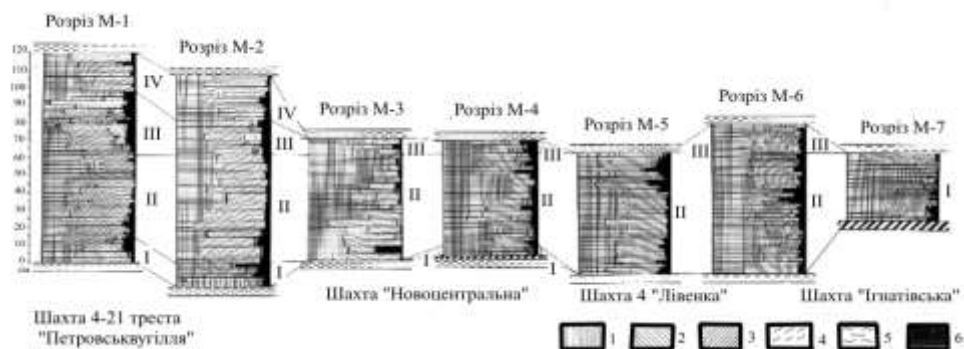 Розріз М-1
Розріз М-2
Розріз М-3
Розріз М-4
Розріз М-5
Розріз М-6
Розріз М-7
120
110
100
90
80
70
60
50
40
30
20
10
0
см
IV
III
II
I
IV
III
II
I
III
II
I
III
II
I
III
II
III
I
Шахта 4-21 треста
"Петровськвугілля"
Шахта "Новоцентральна"
Шахта 4 "Лівенка"
Шахта "Ігнатівська"
1
2
3
4
5
6